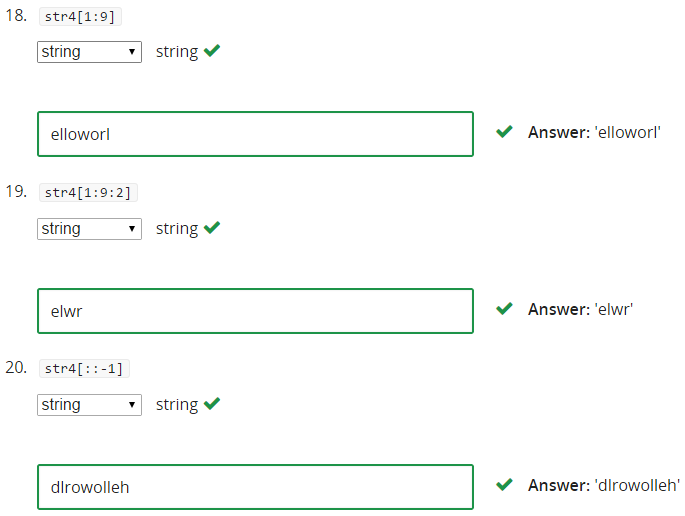 18. str4[1:9]
string ▼ string ✔
elloworl ✔ Answer: 'elloworl'
19. str4[1:9:2]
string ▼ string ✔
elwr ✔ Answer: 'elwr'
20. str4[::-1]
string ▼ string ✔
dlrowolleh ✔ Answer: 'dlrowolleh'